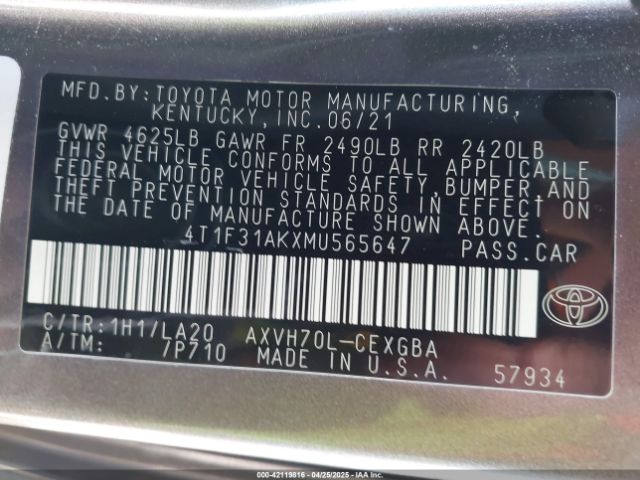 MFD.BY:TOYOTA MOTOR MANUFACTURING,
KENTUCKY,INC.06/21
GVWR 4625LB GAWR FR 2490LB RR 2420LB
THIS VEHICLE CONFORMS TO ALL APPLICABLE
FEDERAL MOTOR VEHICLE SAFETY,BUMPER AND
THEFT PREVENTION STANDARDS IN EFFECT ON
THE DATE OF MANUFACTURE SHOWN ABOVE.
4T1F31AKXMU565647 PASS.CAR
C/TR:1H1/LA20 AXVH70L-CEXGBA
A/TM: 7P710 MADE IN U.S.A. 57934
000-42119816 - 04/25/2025 - IAA